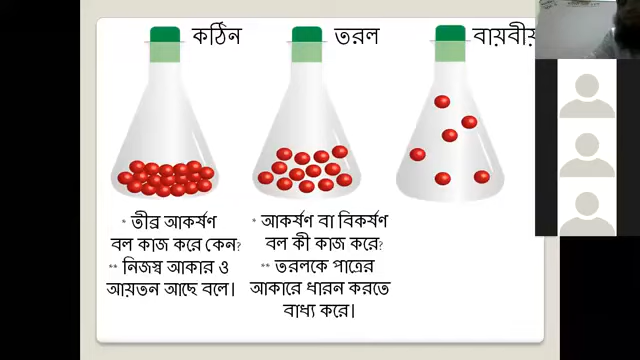 কঠিন
তরল
বায়বীয়
* তীব্র আকর্ষণ
বল কাজ করে কেন?
** নিজস্ব আকার ও
আয়তন আছে বলে।
* আকর্ষণ বা বিকর্ষণ
বল কী কাজ করে?
** তরলকে পাত্রের
আকারে ধারন করতে
বাধ্য করে।